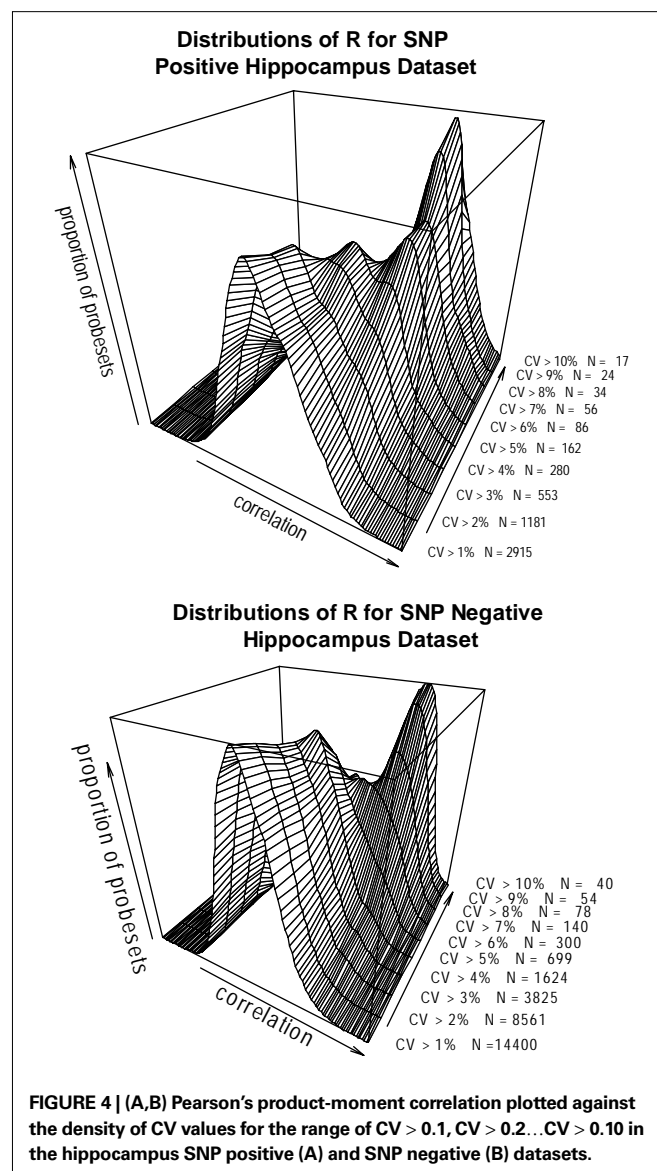 Distributions of R for SNP
Positive Hippocampus Dataset
proportion of probesets
correlation
CV > 10% N = 17
CV > 9% N = 24
CV > 8% N = 34
CV > 7% N = 56
CV > 6% N = 86
CV > 5% N = 162
CV > 4% N = 280
CV > 3% N = 553
CV > 2% N = 1181
CV > 1% N = 2915
Distributions of R for SNP Negative
Hippocampus Dataset
proportion of probesets
correlation
CV > 10% N = 40
CV > 9% N = 54
CV > 8% N = 78
CV > 7% N = 140
CV > 6% N = 300
CV > 5% N = 699
CV > 4% N = 1624
CV > 3% N = 3825
CV > 2% N = 8561
CV > 1% N =14400
FIGURE 4 | (A,B) Pearson's product-moment correlation plotted against
the density of CV values for the range of CV > 0.1, CV > 0.2…CV > 0.10 in
the hippocampus SNP positive (A) and SNP negative (B) datasets.